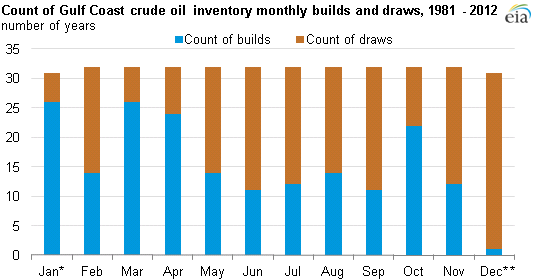 Count of Gulf Coast crude oil inventory monthly builds and draws, 1981 - 2012
number of years
eia
Count of builds Count of draws
35
30
25
20
15
10
5
0
Jan* Feb Mar Apr May Jun Jul Aug Sep Oct Nov Dec**